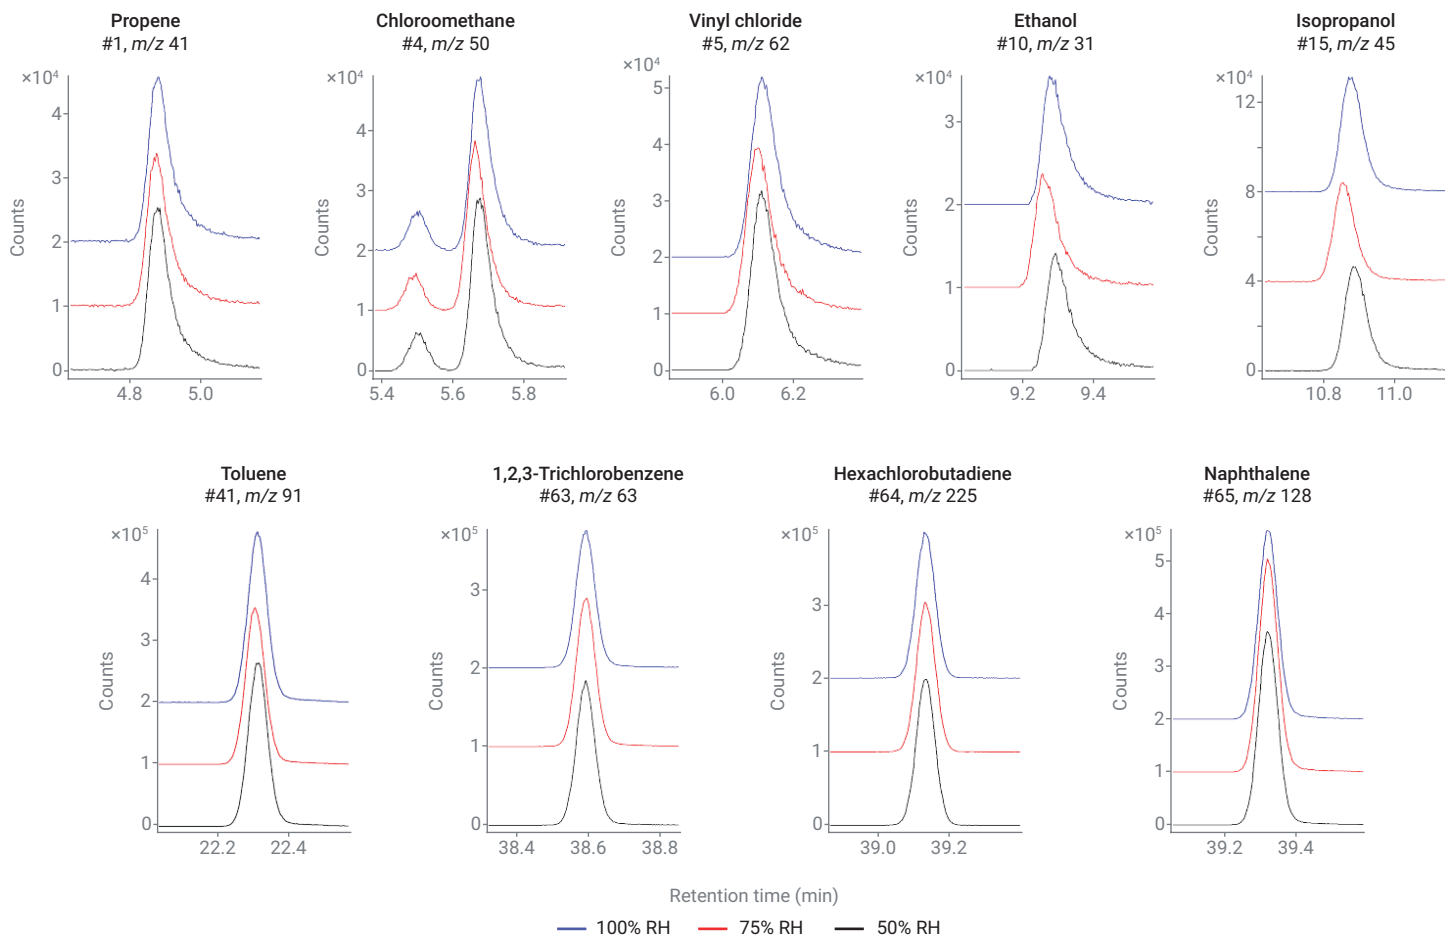 Propene
#1, m/z 41
×10⁴
4
3
2
1
0
Counts
4.8 5.0
Chloroomethane
#4, m/z 50
×10⁴
4
3
2
1
0
Counts
5.4 5.6 5.8
Vinyl chloride
#5, m/z 62
×10⁴
5
4
3
2
1
0
Counts
6.0 6.2
Ethanol
#10, m/z 31
×10⁴
3
2
1
0
Counts
9.2 9.4
Isopropanol
#15, m/z 45
×10⁴
12
8
4
0
Counts
10.8 11.0
Toluene
#41, m/z 91
×10⁵
4
3
2
1
0
Counts
22.2 22.4
1,2,3-Trichlorobenzene
#63, m/z 63
×10⁵
3
2
1
0
Counts
38.4 38.6 38.8
Hexachlorobutadiene
#64, m/z 225
×10⁵
3
2
1
0
Counts
39.0 39.2
Naphthalene
#65, m/z 128
×10⁵
5
4
3
2
1
0
Counts
39.2 39.4
Retention time (min)
100% RH 75% RH 50% RH